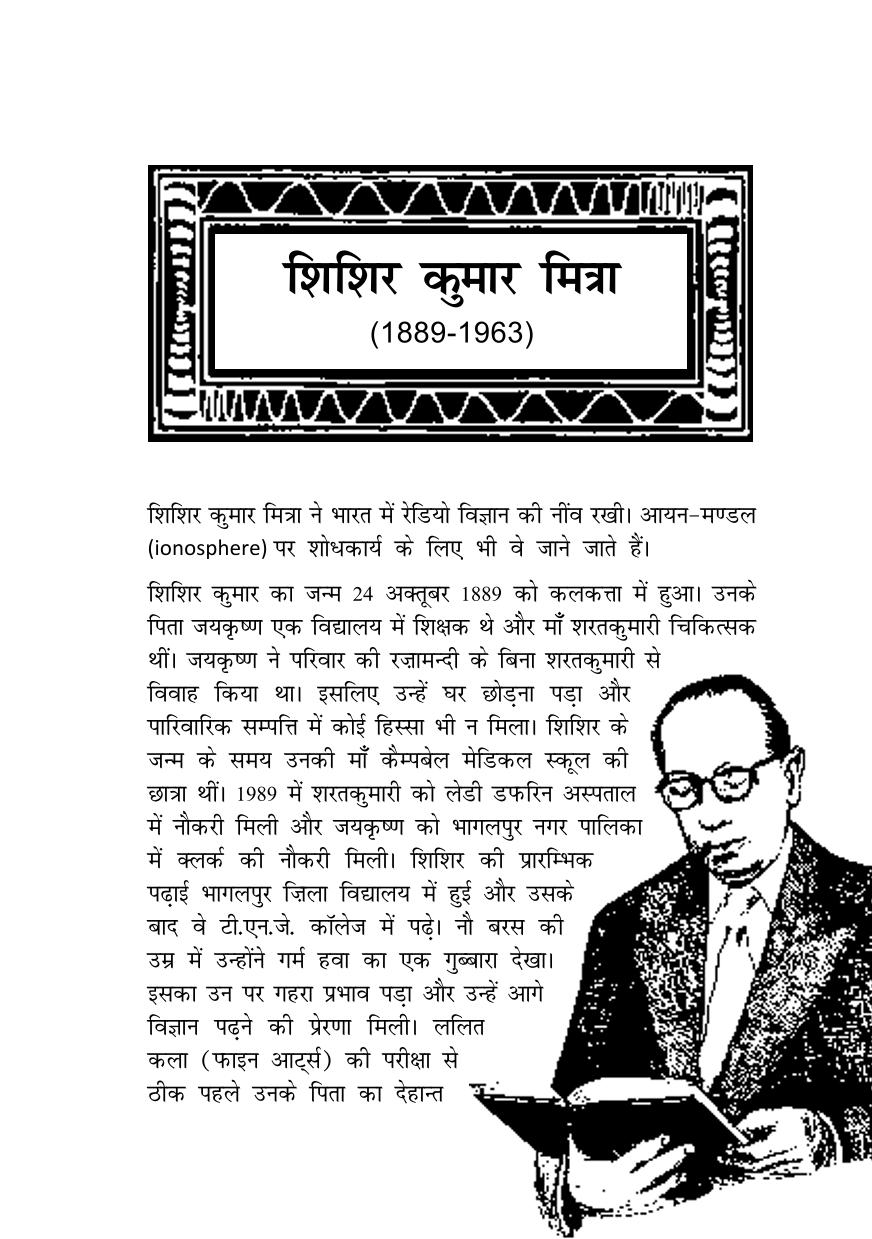 शिशिर कुमार मित्रा
(1889-1963)
शिशिर कुमार मित्रा ने भारत में रेडियो विज्ञान की नींव रखी। आयन-मण्डल
(ionosphere) पर शोधकार्य के लिए भी वे जाने जाते हैं।
शिशिर कुमार का जन्म 24 अक्तूबर 1889 को कलकत्ता में हुआ। उनके
पिता जयकृष्ण एक विद्यालय में शिक्षक थे और माँ शरतकुमारी चिकित्सक
थीं। जयकृष्ण ने परिवार की रज़ामन्दी के बिना शरतकुमारी से
विवाह किया था। इसलिए उन्हें घर छोड़ना पड़ा और
पारिवारिक सम्पत्ति में कोई हिस्सा भी न मिला। शिशिर के
जन्म के समय उनकी माँ कैम्पबेल मेडिकल स्कूल की
छात्रा थीं। 1989 में शरतकुमारी को लेडी डफरिन अस्पताल
में नौकरी मिली और जयकृष्ण को भागलपुर नगर पालिका
में क्लर्क की नौकरी मिली। शिशिर की प्रारम्भिक
पढ़ाई भागलपुर ज़िला विद्यालय में हुई और उसके
बाद वे टी.एन.जे. कॉलेज में पढ़े। नौ बरस की
उम्र में उन्होंने गर्म हवा का एक गुब्बारा देखा।
इसका उन पर गहरा प्रभाव पड़ा और उन्हें आगे
विज्ञान पढ़ने की प्रेरणा मिली। ललित
कला (फाइन आर्ट्स) की परीक्षा से
ठीक पहले उनके पिता का देहान्त